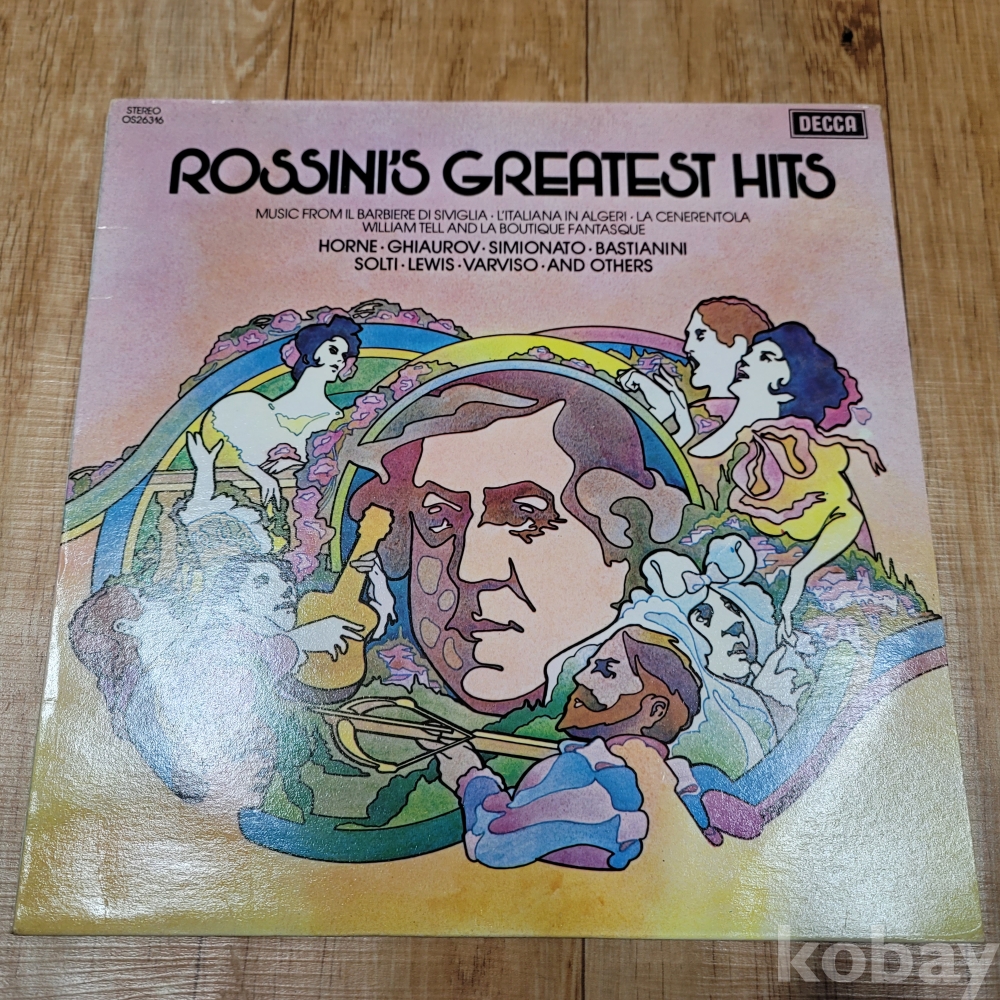 STEREO
OS26316
DECCA
ROSSINI'S GREATEST HITS
MUSIC FROM IL BARBIERE DI SIVIGLIA · L'ITALIANA IN ALGERI · LA CENERENTOLA
WILLIAM TELL AND LA BOUTIQUE FANTASQUE
HORNE · GHIAUROV · SIMIONATO · BASTIANINI
SOLTI · LEWIS · VARVISO · AND OTHERS
kobay